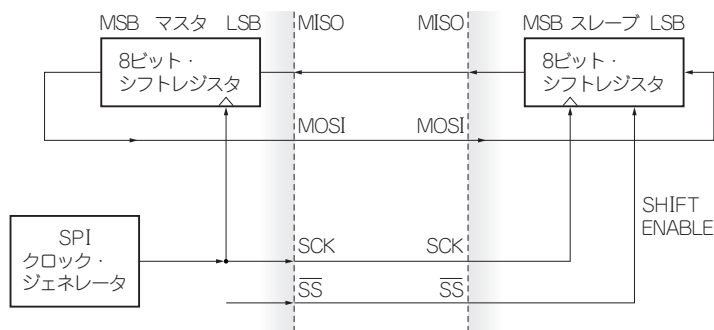 MSB マスタ LSB
MISO
MISO
MSB スレーブ LSB
8ビット・
シフトレジスタ
8ビット・
シフトレジスタ
MOSI
MOSI
SHIFT
ENABLE
SPI
クロック・
ジェネレータ
SCK
SCK
S̅S̅
S̅S̅